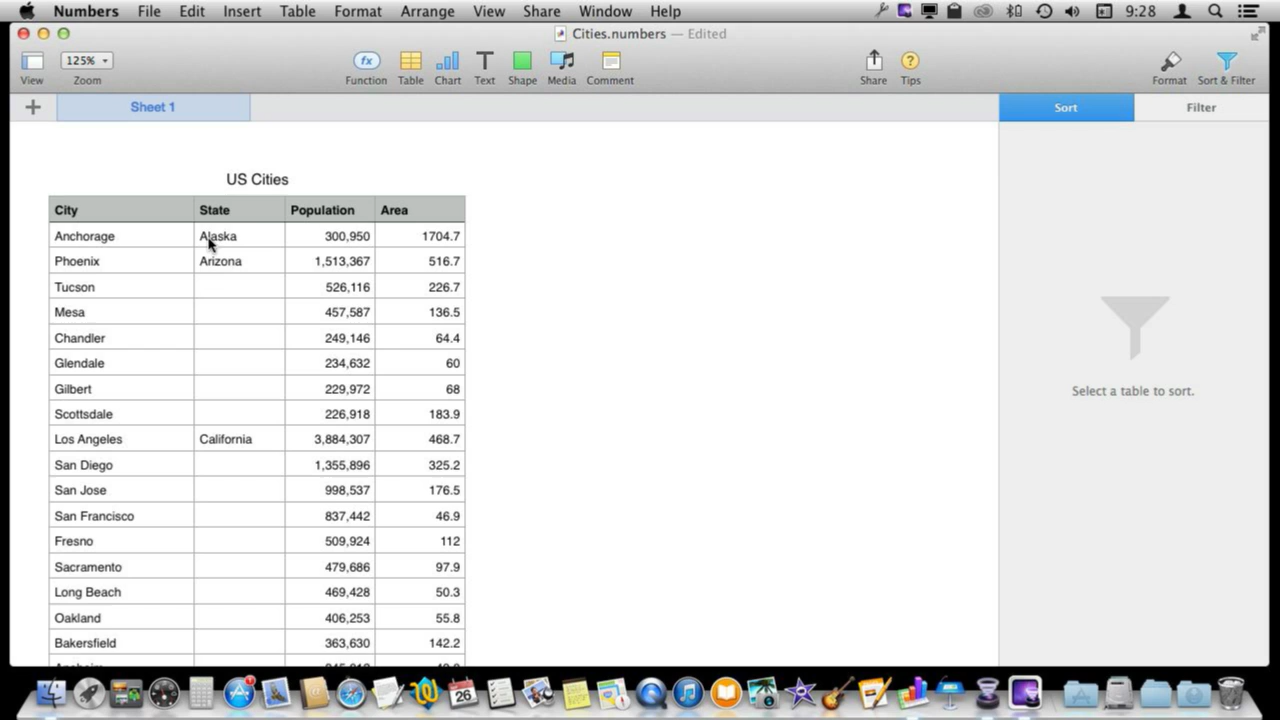 Numbers File Edit Insert Table Format Arrange View Share Window Help 9:28
Cities.numbers — Edited
125%
View Zoom Function Table Chart Text Shape Media Comment Share Tips Format Sort & Filter
Sheet 1 Sort Filter
US Cities
City State Population Area
Anchorage Alaska 300,950 1704.7
Phoenix Arizona 1,513,367 516.7
Tucson 526,116 226.7
Mesa 457,587 136.5
Chandler 249,146 64.4
Glendale 234,632 60
Gilbert 229,972 68
Scottsdale 226,918 183.9
Los Angeles California 3,884,307 468.7
San Diego 1,355,896 325.2
San Jose 998,537 176.5
San Francisco 837,442 46.9
Fresno 509,924 112
Sacramento 479,686 97.9
Long Beach 469,428 50.3
Oakland 406,253 55.8
Bakersfield 363,630 142.2
Select a table to sort.
26